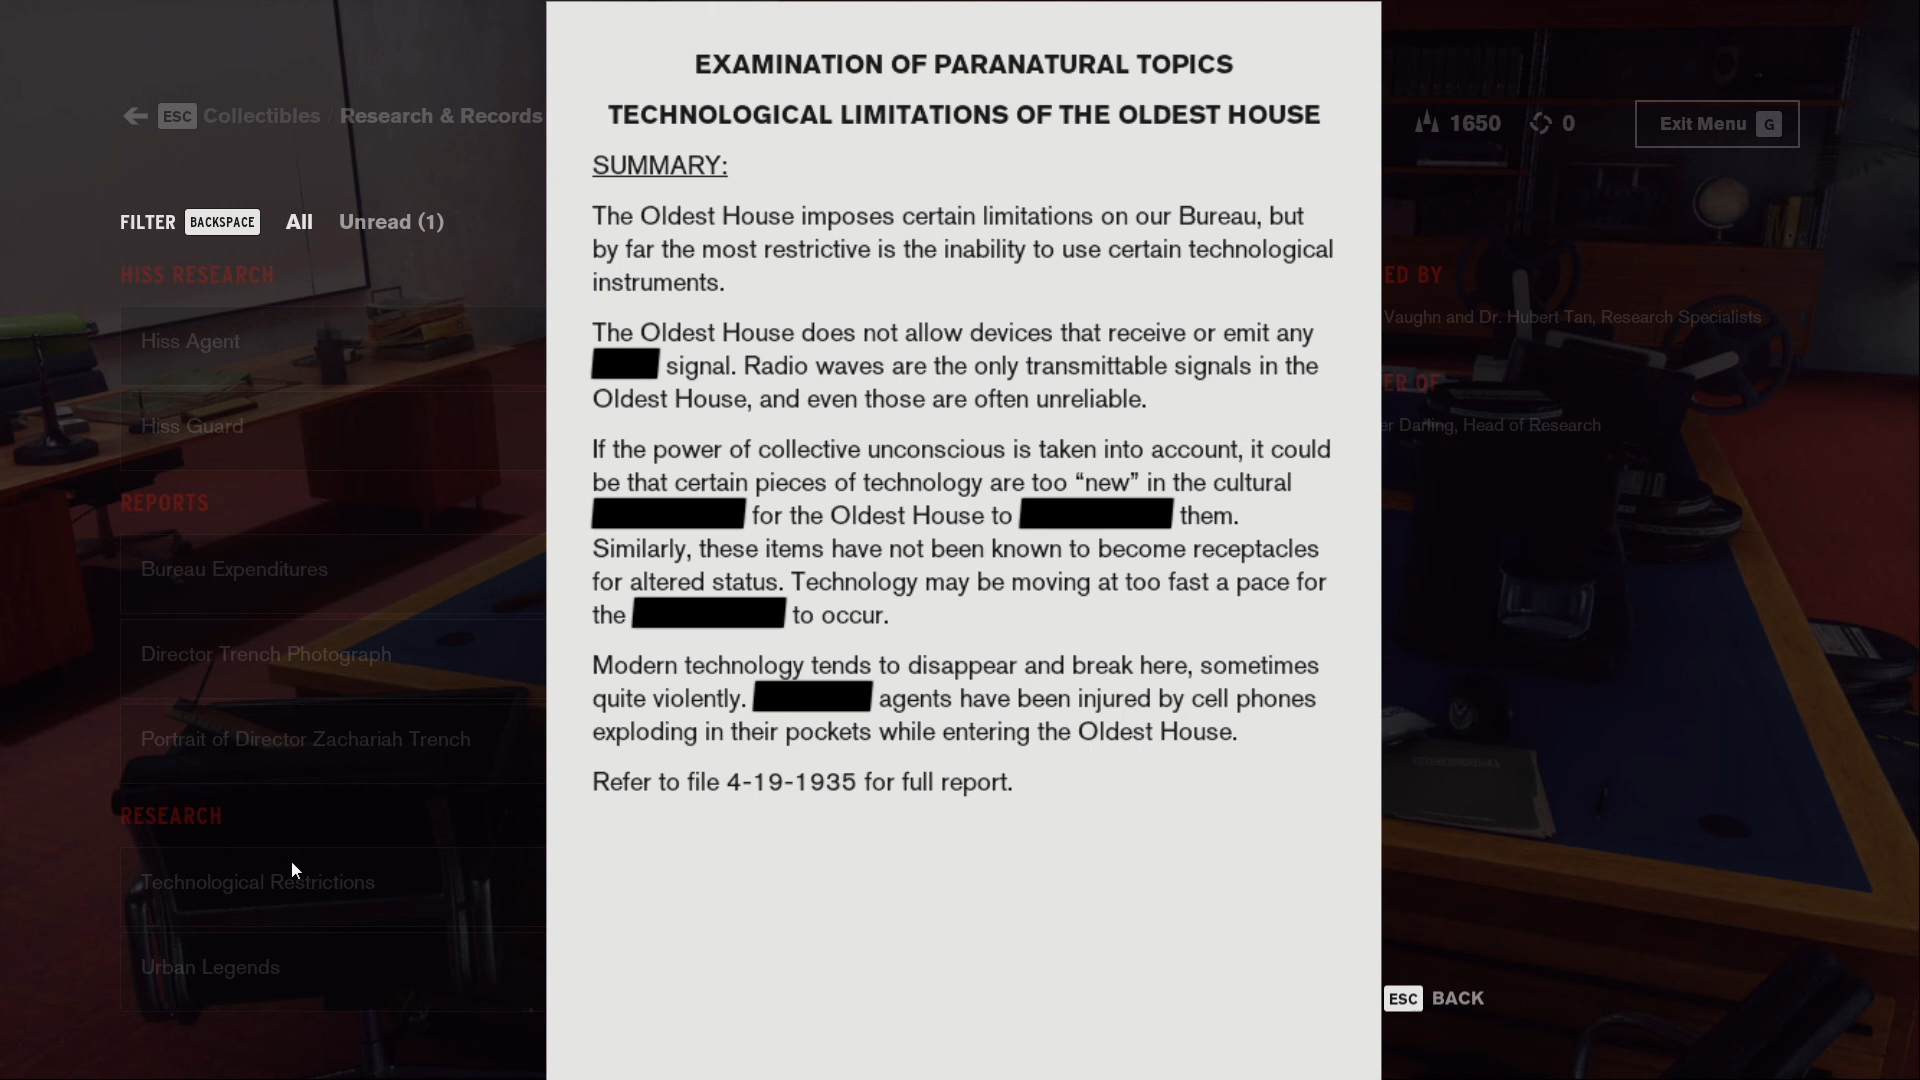 ← ESC Collectibles / Research & Records
1650 0 Exit Menu G
FILTER BACKSPACE All Unread (1)
HISS RESEARCH
Hiss Agent
Hiss Guard
REPORTS
Bureau Expenditures
Director Trench Photograph
Portrait of Director Zachariah Trench
RESEARCH
Technological Restrictions
Urban Legends
EXAMINATION OF PARANATURAL TOPICS
TECHNOLOGICAL LIMITATIONS OF THE OLDEST HOUSE
SUMMARY:
The Oldest House imposes certain limitations on our Bureau, but
by far the most restrictive is the inability to use certain technological
instruments.
The Oldest House does not allow devices that receive or emit any
signal. Radio waves are the only transmittable signals in the
Oldest House, and even those are often unreliable.
If the power of collective unconscious is taken into account, it could
be that certain pieces of technology are too “new” in the cultural
for the Oldest House to them.
Similarly, these items have not been known to become receptacles
for altered status. Technology may be moving at too fast a pace for
the to occur.
Modern technology tends to disappear and break here, sometimes
quite violently. agents have been injured by cell phones
exploding in their pockets while entering the Oldest House.
Refer to file 4-19-1935 for full report.
ED BY
Vaughn and Dr. Hubert Tan, Research Specialists
ER OF
er Darling, Head of Research
ESC BACK